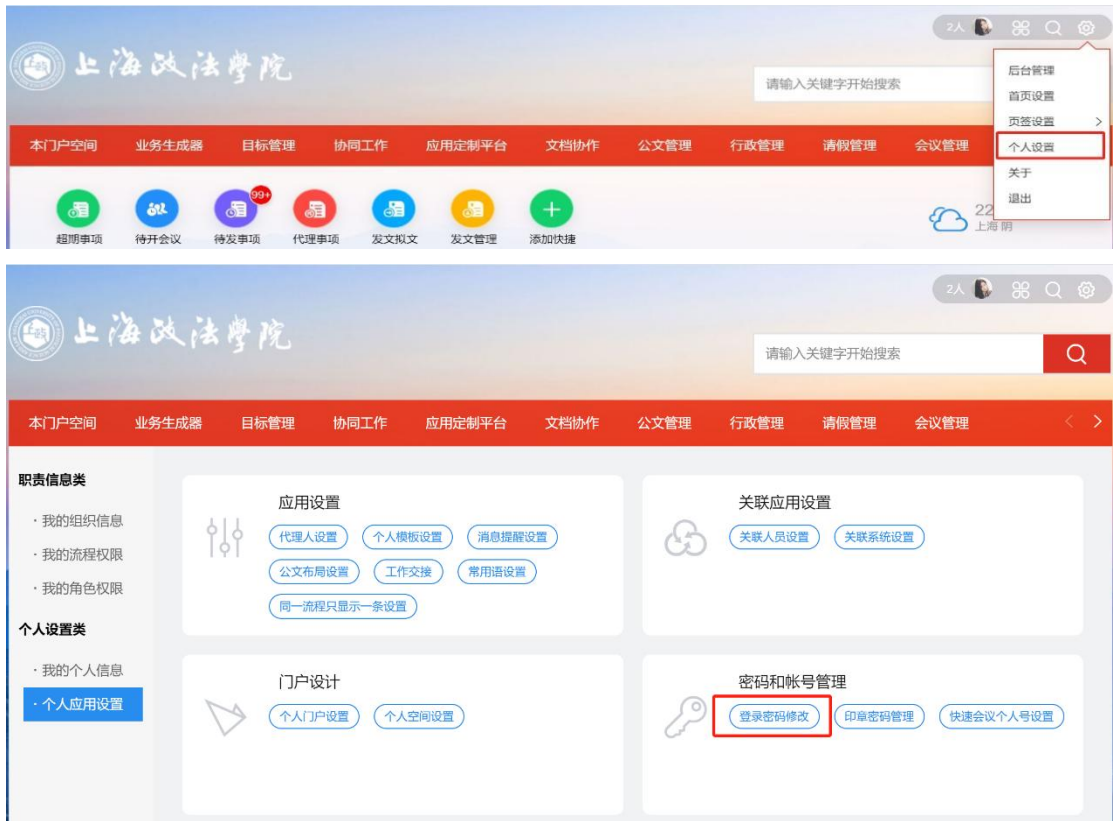 2人
上海政法學院
请输入关键字开始搜索
后台管理
首页设置
页签设置
个人设置
关于
退出
本门户空间 业务生成器 目标管理 协同工作 应用定制平台 文档协作 公文管理 行政管理 请假管理 会议管理
99+
超期事项 待开会议 待发事项 代理事项 发文拟文 发文管理 添加快捷
22
上海 阴
2人
上海政法學院
请输入关键字开始搜索
本门户空间 业务生成器 目标管理 协同工作 应用定制平台 文档协作 公文管理 行政管理 请假管理 会议管理
职责信息类
· 我的组织信息
· 我的流程权限
· 我的角色权限
个人设置类
· 我的个人信息
· 个人应用设置
应用设置
代理人设置 个人模板设置 消息提醒设置
公文布局设置 工作交接 常用语设置
同一流程只显示一条设置
关联应用设置
关联人员设置 关联系统设置
门户设计
个人门户设置 个人空间设置
密码和帐号管理
登录密码修改 印章密码管理 快速会议个人号设置